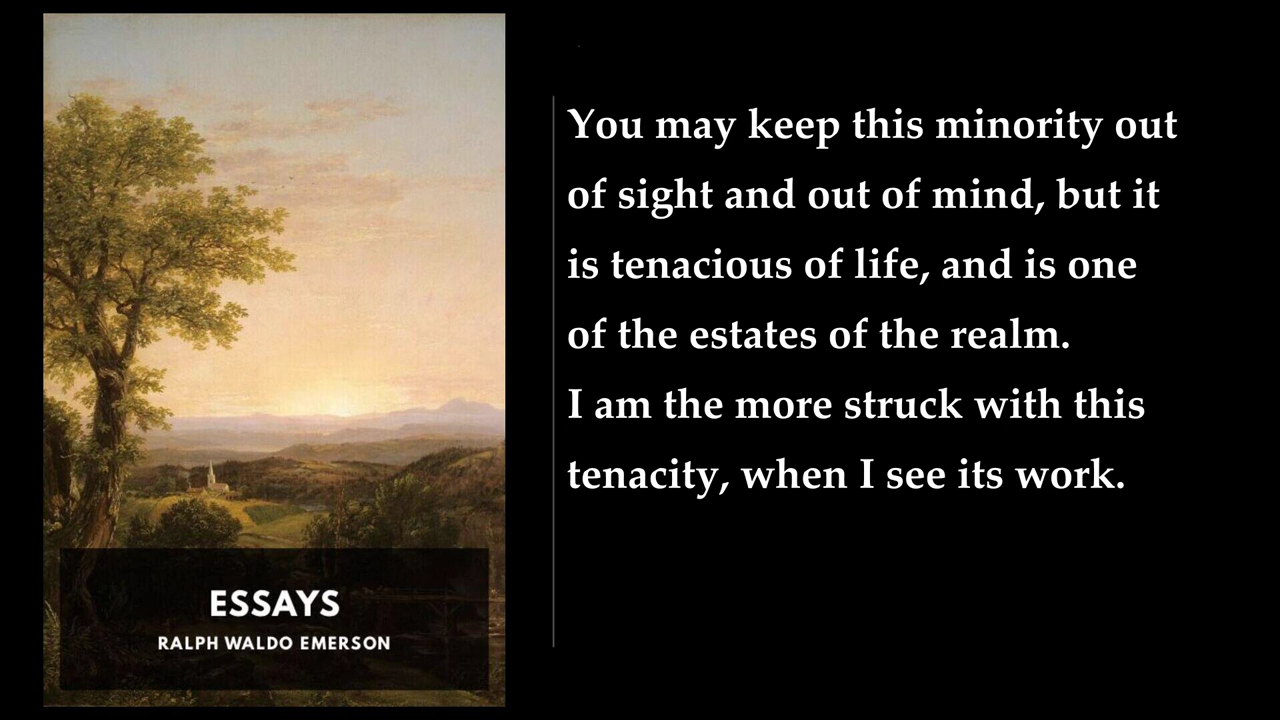 You may keep this minority out
of sight and out of mind, but it
is tenacious of life, and is one
of the estates of the realm.
I am the more struck with this
tenacity, when I see its work.
ESSAYS
RALPH WALDO EMERSON